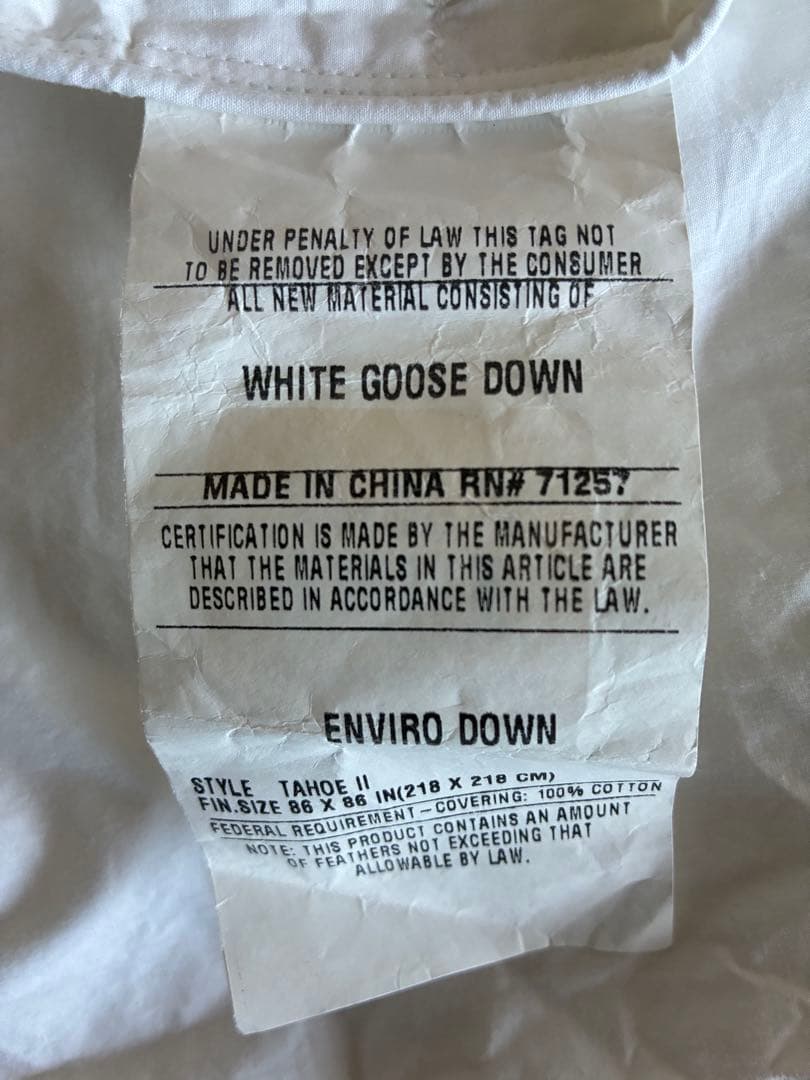 UNDER PENALTY OF LAW THIS TAG NOT
TO BE REMOVED EXCEPT BY THE CONSUMER
ALL NEW MATERIAL CONSISTING OF
WHITE GOOSE DOWN
MADE IN CHINA RN# 71257
CERTIFICATION IS MADE BY THE MANUFACTURER
THAT THE MATERIALS IN THIS ARTICLE ARE
DESCRIBED IN ACCORDANCE WITH THE LAW.
ENVIRO DOWN
STYLE TAHOE II
FIN.SIZE 86 X 86 IN(218 X 218 CM)
FEDERAL REQUIREMENT-COVERING: 100% COTTON
NOTE: THIS PRODUCT CONTAINS AN AMOUNT
OF FEATHERS NOT EXCEEDING THAT
ALLOWABLE BY LAW.